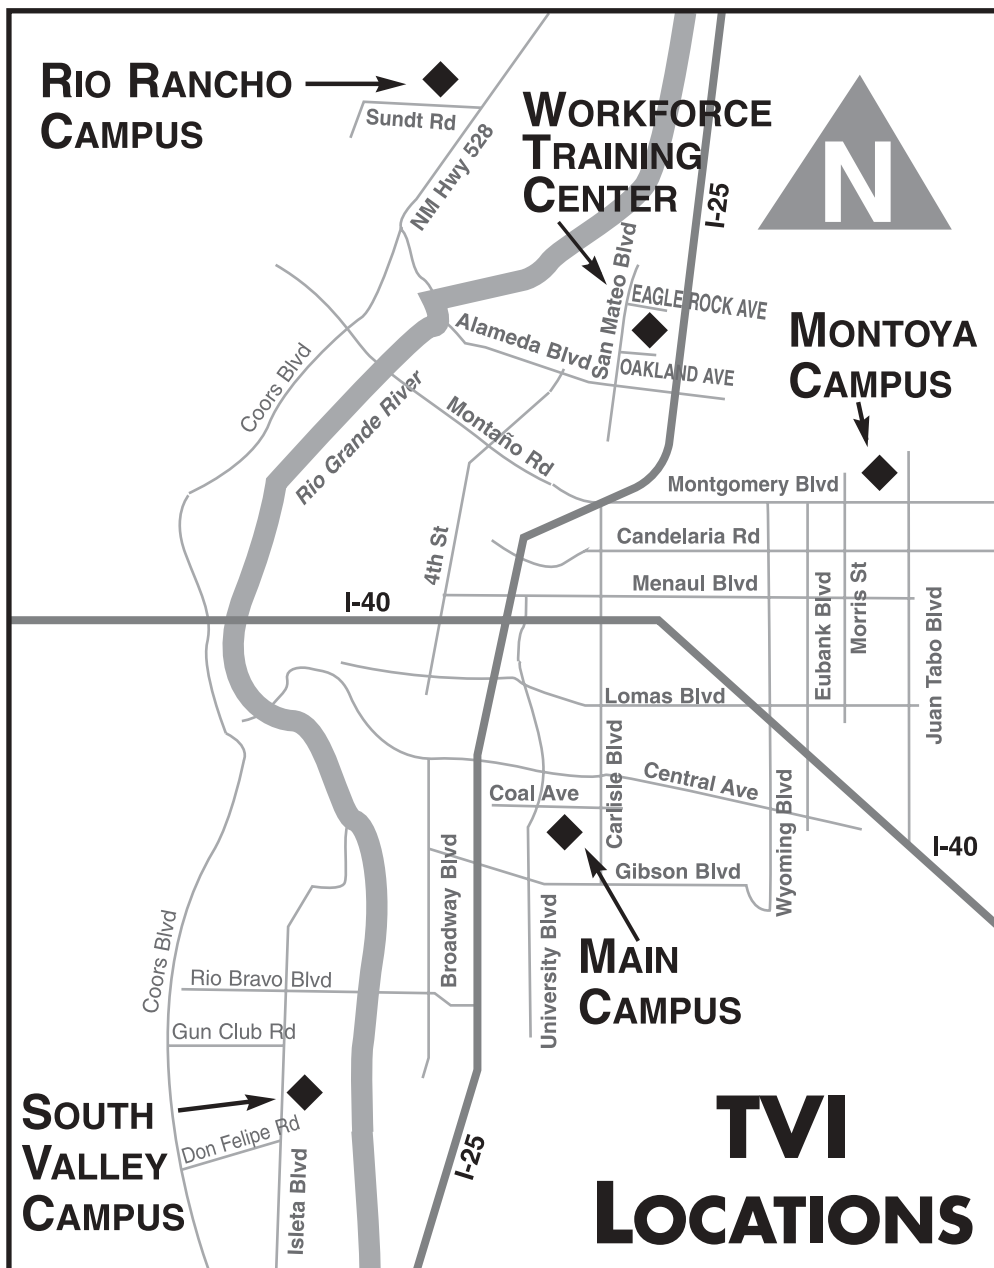 RIO RANCHO
CAMPUS
Sundt Rd
NM Hwy 528
WORKFORCE
TRAINING
CENTER
I-25
N
San Mateo Blvd
EAGLE ROCK AVE
OAKLAND AVE
Alameda Blvd
MONTOYA
CAMPUS
Coors Blvd
Rio Grande River
Montaño Rd
Montgomery Blvd
Candelaria Rd
4th St
Menaul Blvd
I-40
Eubank Blvd
Morris St
Juan Tabo Blvd
Lomas Blvd
Carlisle Blvd
Central Ave
Coal Ave
Wyoming Blvd
I-40
Gibson Blvd
Broadway Blvd
University Blvd
MAIN
CAMPUS
Coors Blvd
Rio Bravo Blvd
Gun Club Rd
SOUTH
VALLEY
CAMPUS
Don Felipe Rd
Isleta Blvd
I-25
TVI
LOCATIONS